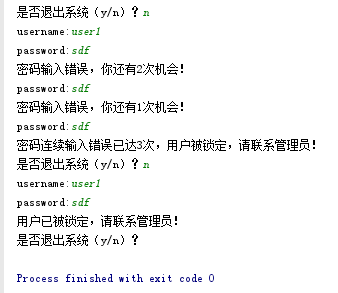 是否退出系统（y/n）？n
username:user1
password:sdf
密码输入错误，你还有2次机会！
password:sdf
密码输入错误，你还有1次机会！
password:sdf
密码连续输入错误已达3次，用户被锁定，请联系管理员！
是否退出系统（y/n）？n
username:user1
password:sdf
用户已被锁定，请联系管理员！
是否退出系统（y/n）？
Process finished with exit code 0